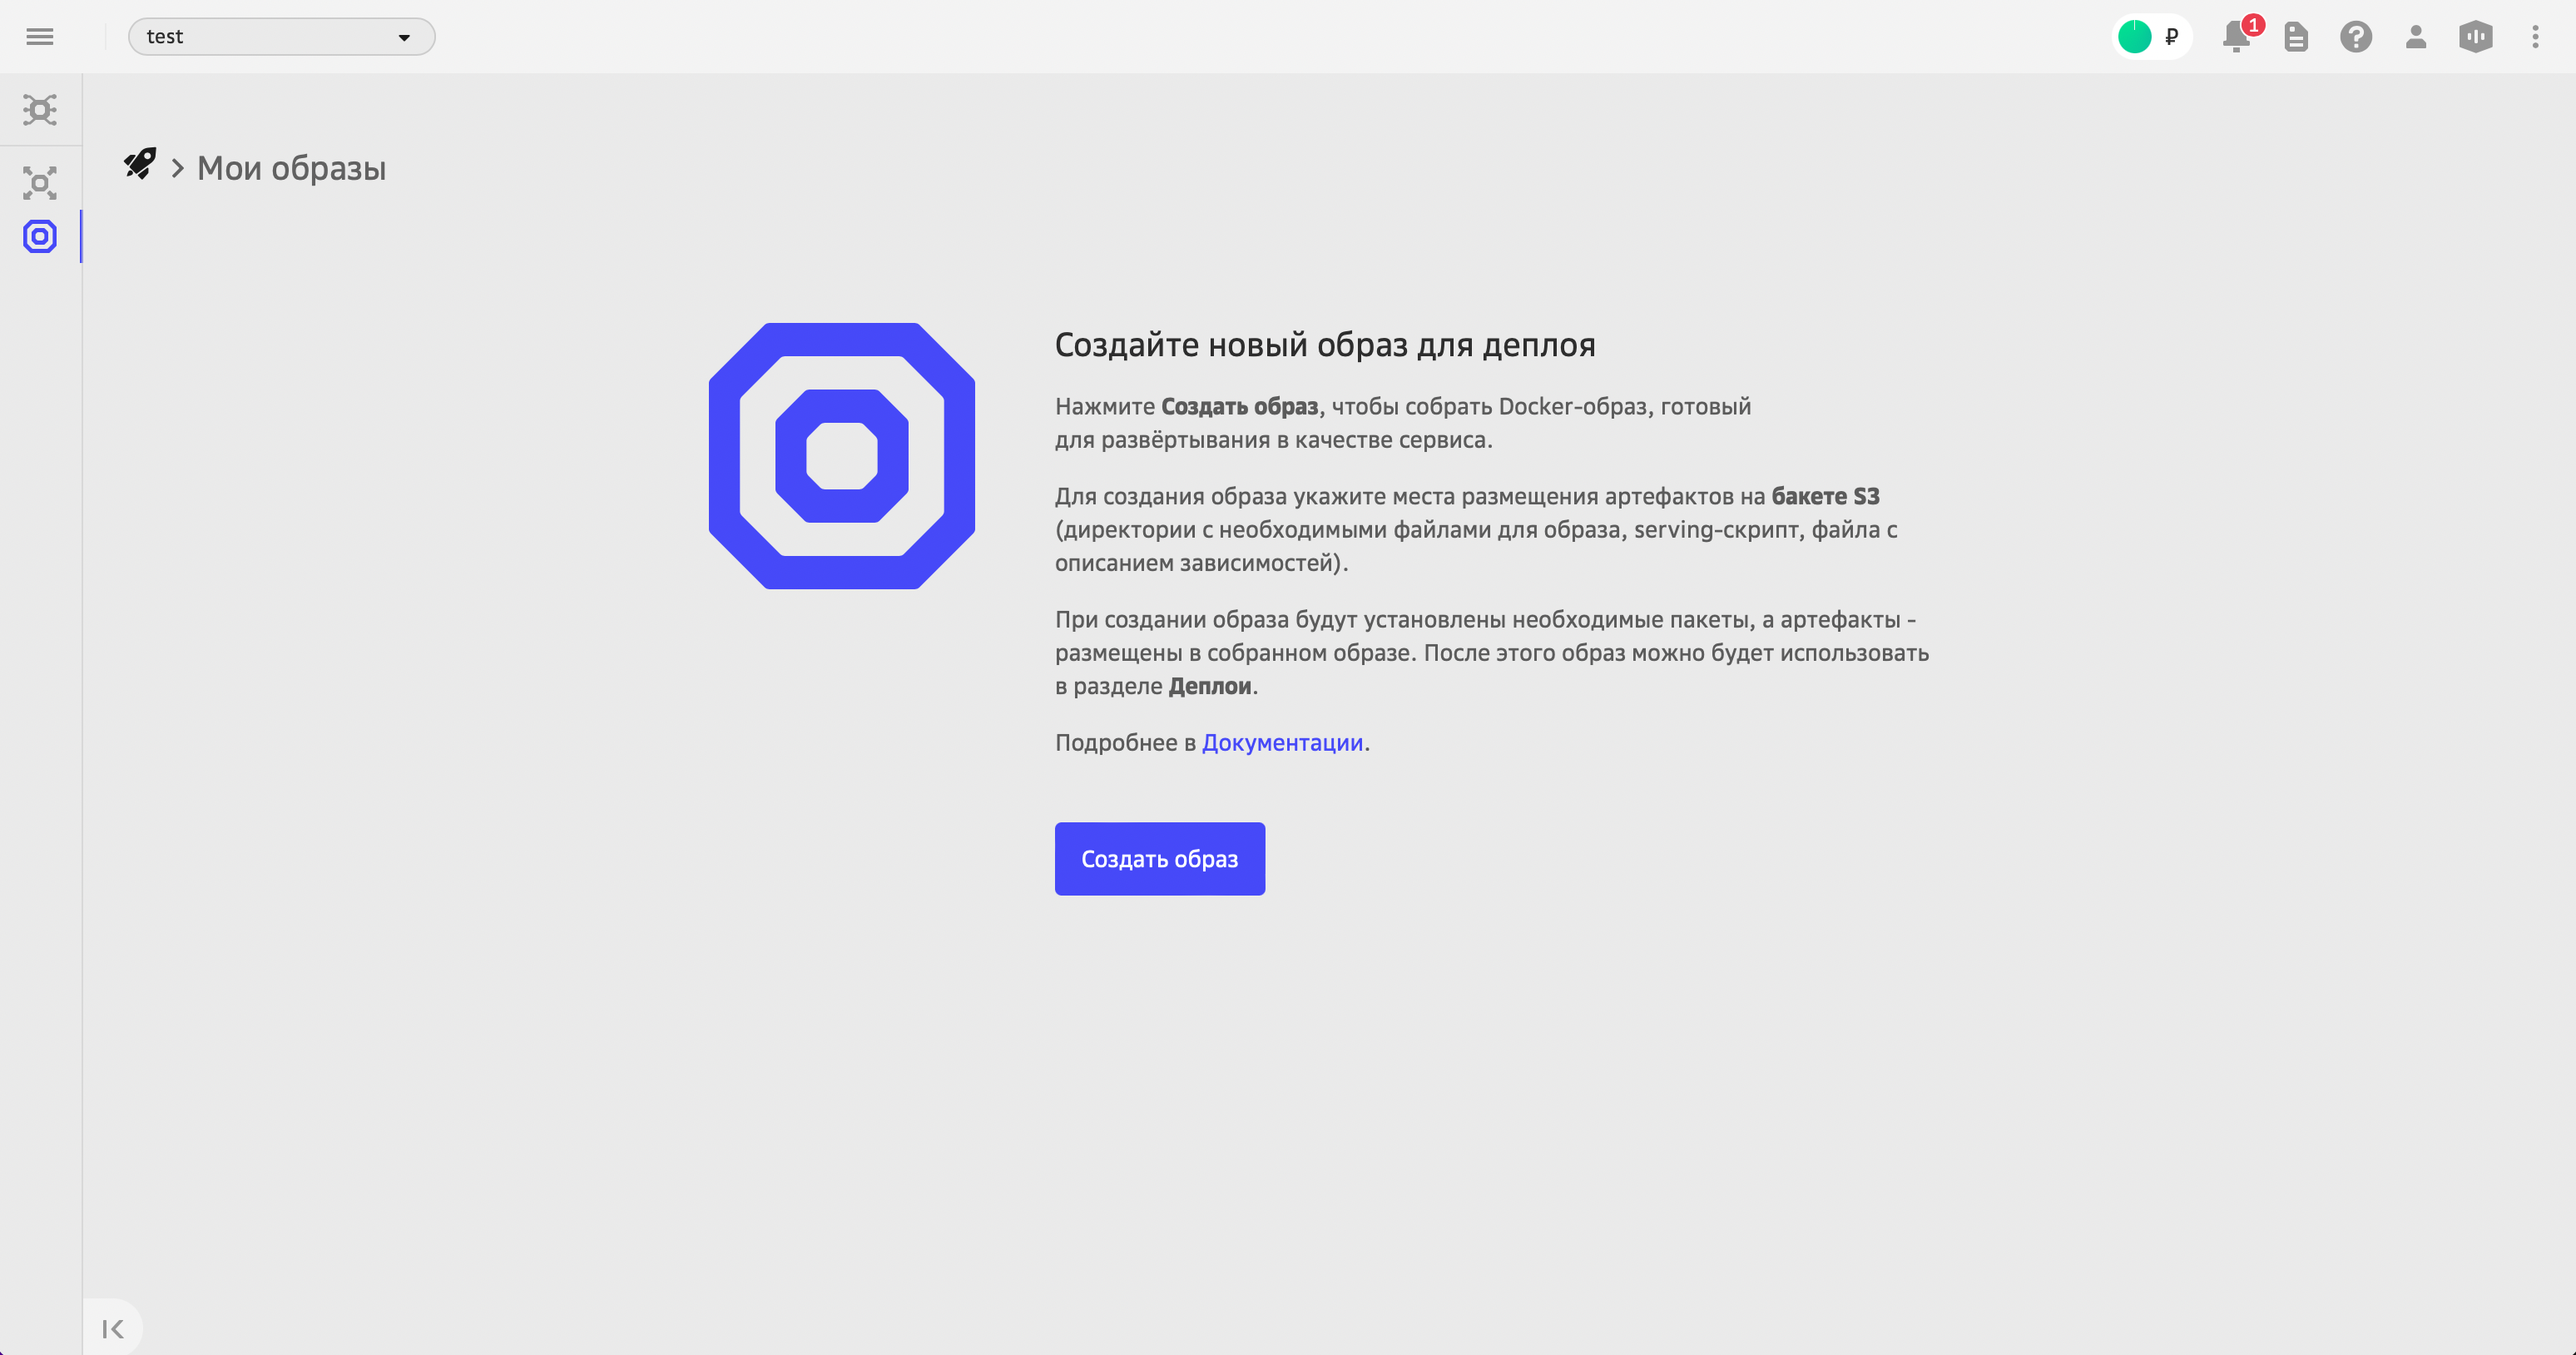 test
₽
1
Мои образы
Создайте новый образ для деплоя
Нажмите Создать образ, чтобы собрать Docker-образ, готовый
для развёртывания в качестве сервиса.
Для создания образа укажите места размещения артефактов на бакете S3
(директории с необходимыми файлами для образа, serving-скрипт, файла с
описанием зависимостей).
При создании образа будут установлены необходимые пакеты, а артефакты -
размещены в собранном образе. После этого образ можно будет использовать
в разделе Деплои.
Подробнее в Документации.
Создать образ